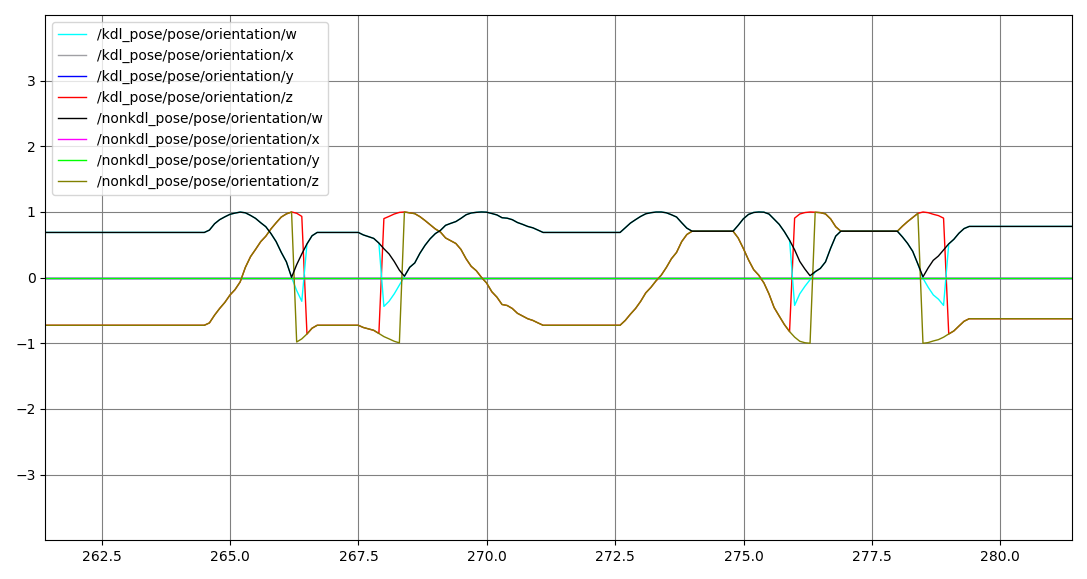 /kdl_pose/pose/orientation/w
/kdl_pose/pose/orientation/x
/kdl_pose/pose/orientation/y
/kdl_pose/pose/orientation/z
/nonkdl_pose/pose/orientation/w
/nonkdl_pose/pose/orientation/x
/nonkdl_pose/pose/orientation/y
/nonkdl_pose/pose/orientation/z
3
2
1
0
−1
−2
−3
262.5 265.0 267.5 270.0 272.5 275.0 277.5 280.0